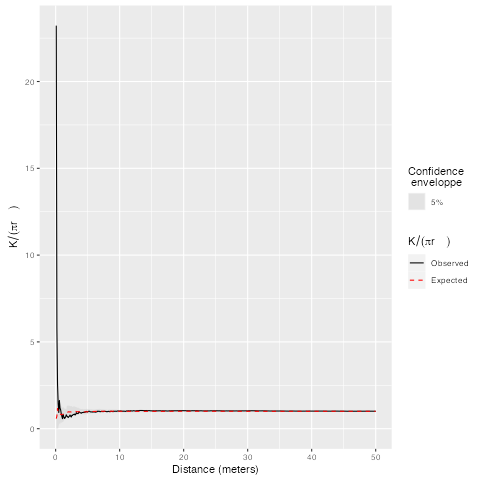 20
15
10
5
0
K/(πr )
0 10 20 30 40 50
Distance (meters)
Confidence
enveloppe
5%
K/(πr )
Observed
Expected